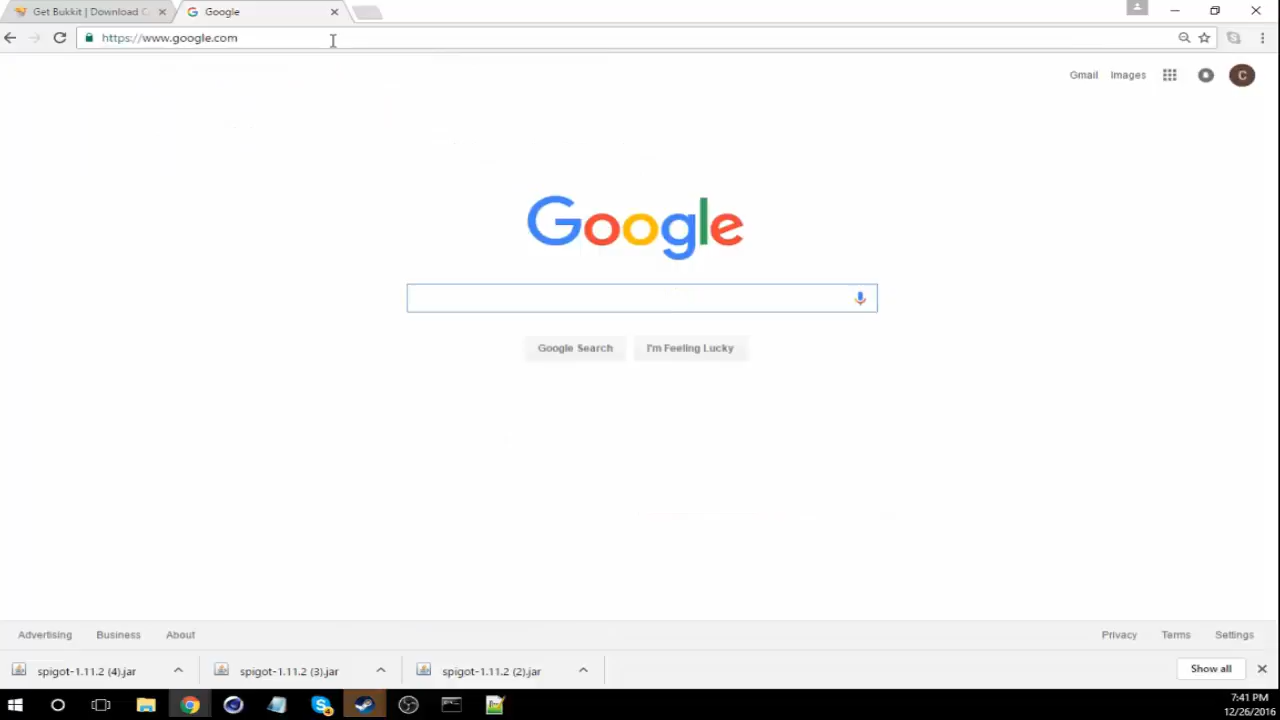 Get Bukkit | Download C
Google
https://www.google.com
Gmail
Images
C
Google
Google Search
I'm Feeling Lucky
Advertising
Business
About
Privacy
Terms
Settings
spigot-1.11.2 (4).jar
spigot-1.11.2 (3).jar
spigot-1.11.2 (2).jar
Show all
7:41 PM
12/26/2016